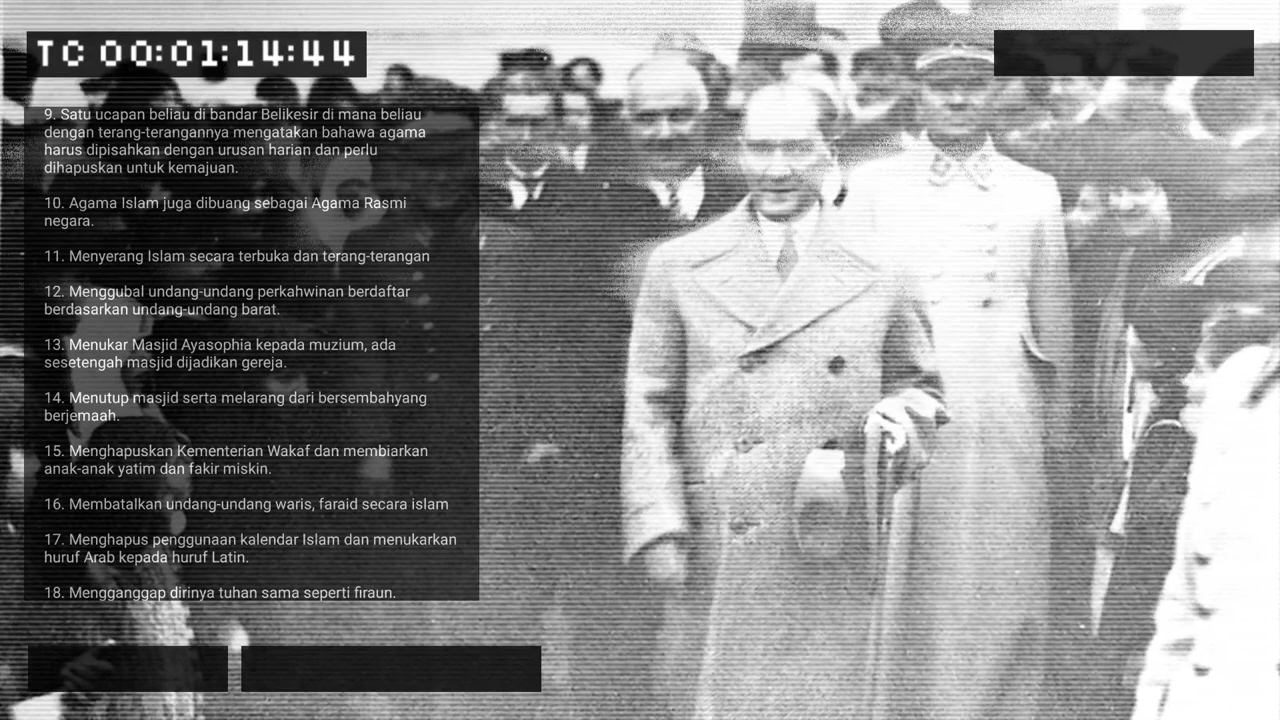 TC 00:01:14:44
9. Satu ucapan beliau di bandar Belikesir di mana beliau
dengan terang-terangannya mengatakan bahawa agama
harus dipisahkan dengan urusan harian dan perlu
dihapuskan untuk kemajuan.
10. Agama Islam juga dibuang sebagai Agama Rasmi
negara.
11. Menyerang Islam secara terbuka dan terang-terangan
12. Menggubal undang-undang perkahwinan berdaftar
berdasarkan undang-undang barat.
13. Menukar Masjid Ayasophia kepada muzium, ada
sesetengah masjid dijadikan gereja.
14. Menutup masjid serta melarang dari bersembahyang
berjemaah.
15. Menghapuskan Kementerian Wakaf dan membiarkan
anak-anak yatim dan fakir miskin.
16. Membatalkan undang-undang waris, faraid secara islam
17. Menghapus penggunaan kalendar Islam dan menukarkan
huruf Arab kepada huruf Latin.
18. Mengganggap dirinya tuhan sama seperti firaun.